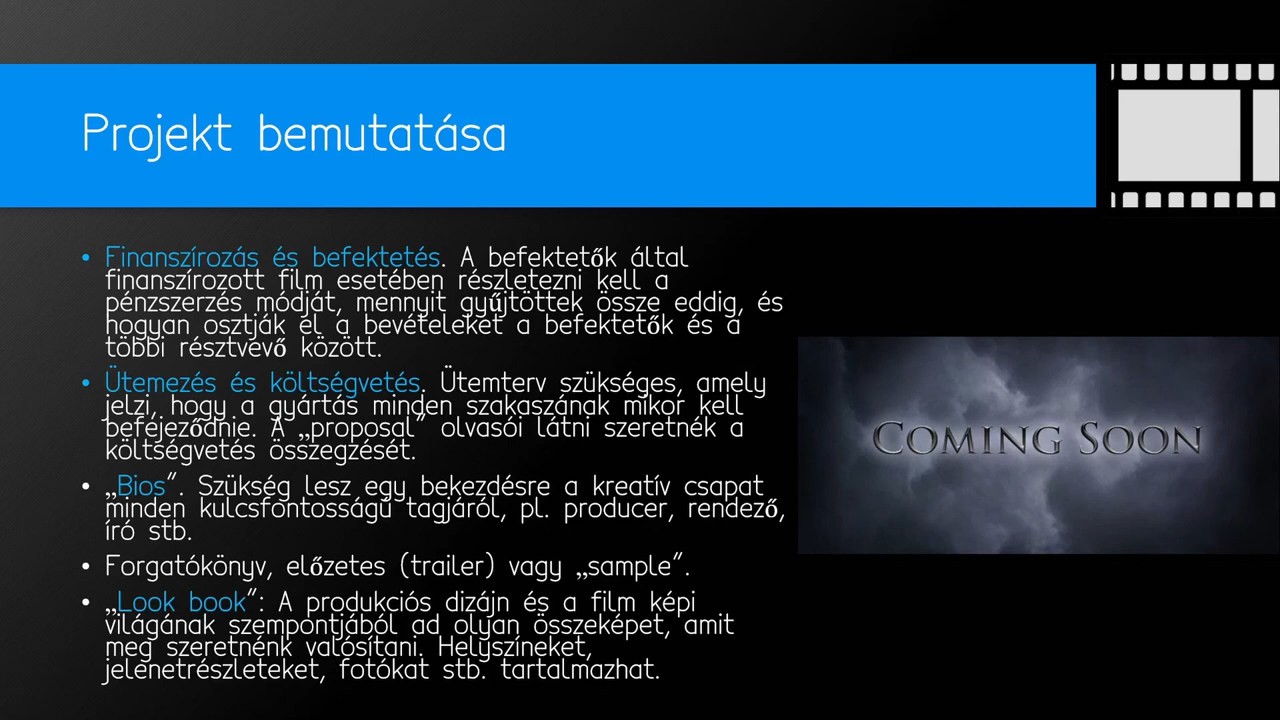 Projekt bemutatása
• Finanszírozás és befektetés. A befektetők által
finanszírozott film esetében részletezni kell a
pénzszerzés módját, mennyit gyűjtöttek össze eddig, és
hogyan osztják el a bevételeket a befektetők és a
többi résztvevő között.
• Ütemezés és költségvetés. Ütemterv szükséges, amely
jelzi, hogy a gyártás minden szakaszának mikor kell
befejeződnie. A „proposal” olvasói látni szeretnék a
költségvetés összegzését.
• „Bios”. Szükség lesz egy bekezdésre a kreatív csapat
minden kulcsfontosságú tagjáról, pl. producer, rendező,
író stb.
• Forgatókönyv, előzetes (trailer) vagy „sample”.
• „Look book”: A produkciós dizájn és a film képi
világának szempontjából ad olyan összeképet, amit
meg szeretnénk valósítani. Helyszíneket,
jelenetrészleteket, fotókat stb. tartalmazhat.
COMING SOON